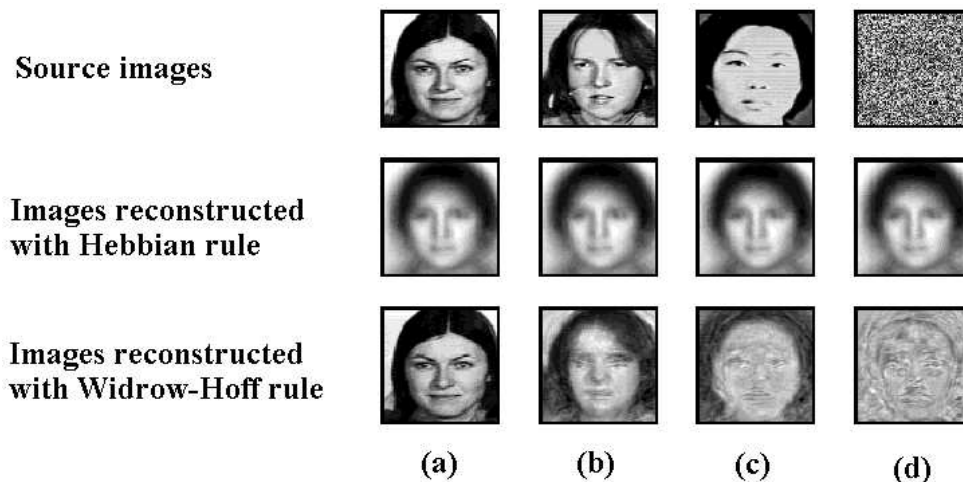 Source images
Images reconstructed
with Hebbian rule
Images reconstructed
with Widrow-Hoff rule
(a) (b) (c) (d)